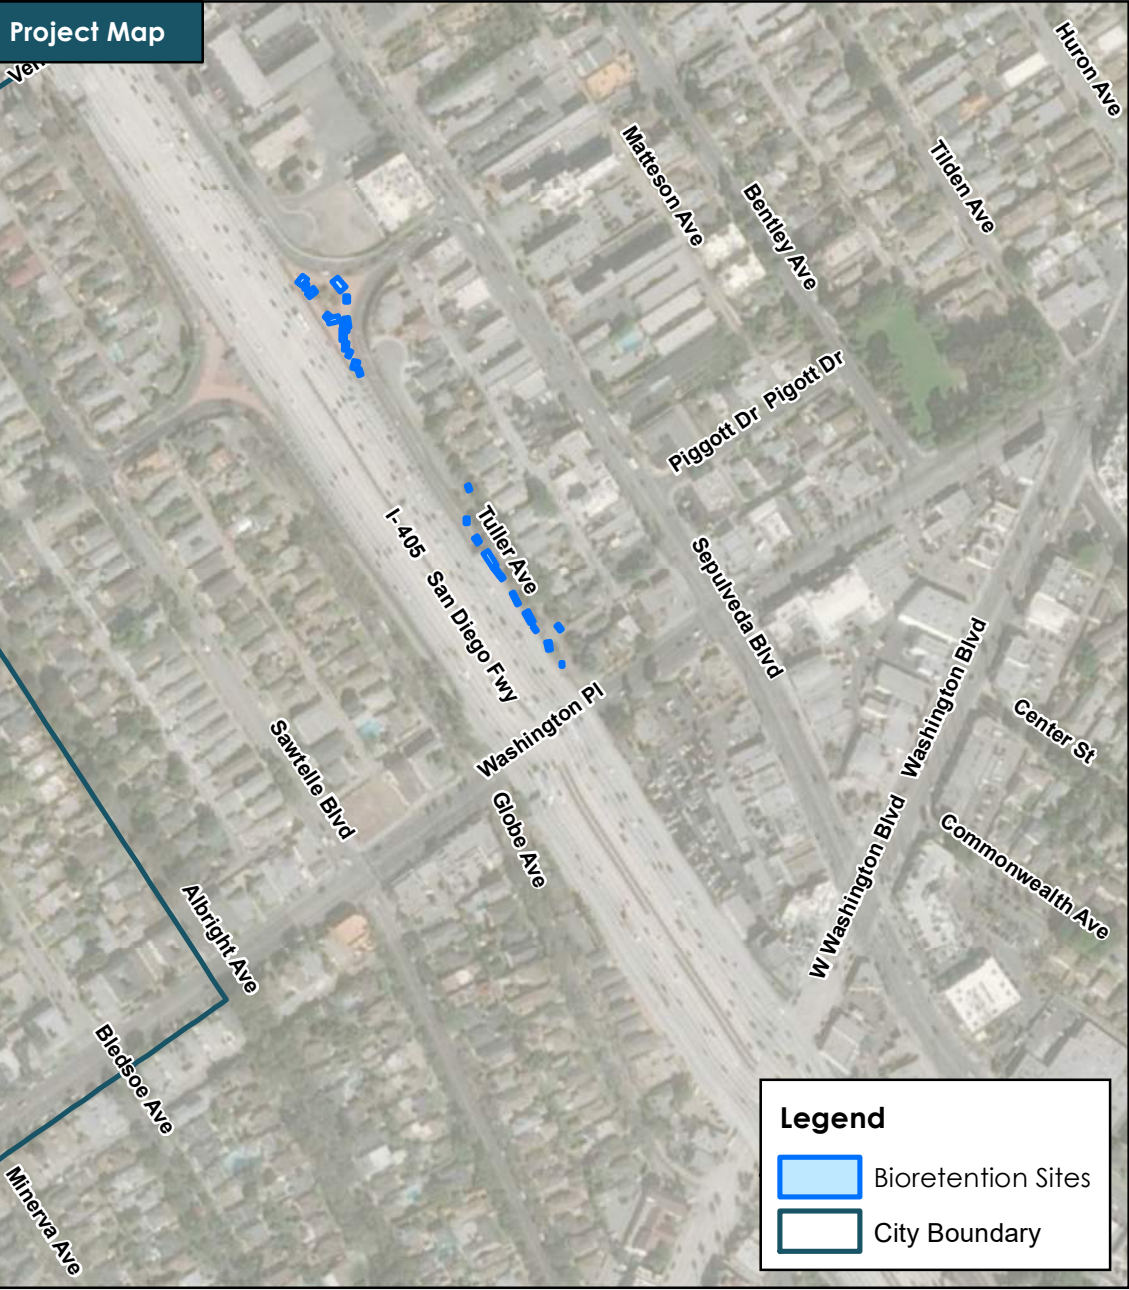 Project Map
Huron Ave
Matteson Ave
Tilden Ave
Bentley Ave
Piggott Dr Pigott Dr
I-405 San Diego Fwy
Tuller Ave
Sepulveda Blvd
Washington Blvd
Washington Pl
Center St
Sawtelle Blvd
Globe Ave
W Washington Blvd
Commonwealth Ave
Albright Ave
Bledsoe Ave
Minerva Ave
Legend
Bioretention Sites
City Boundary